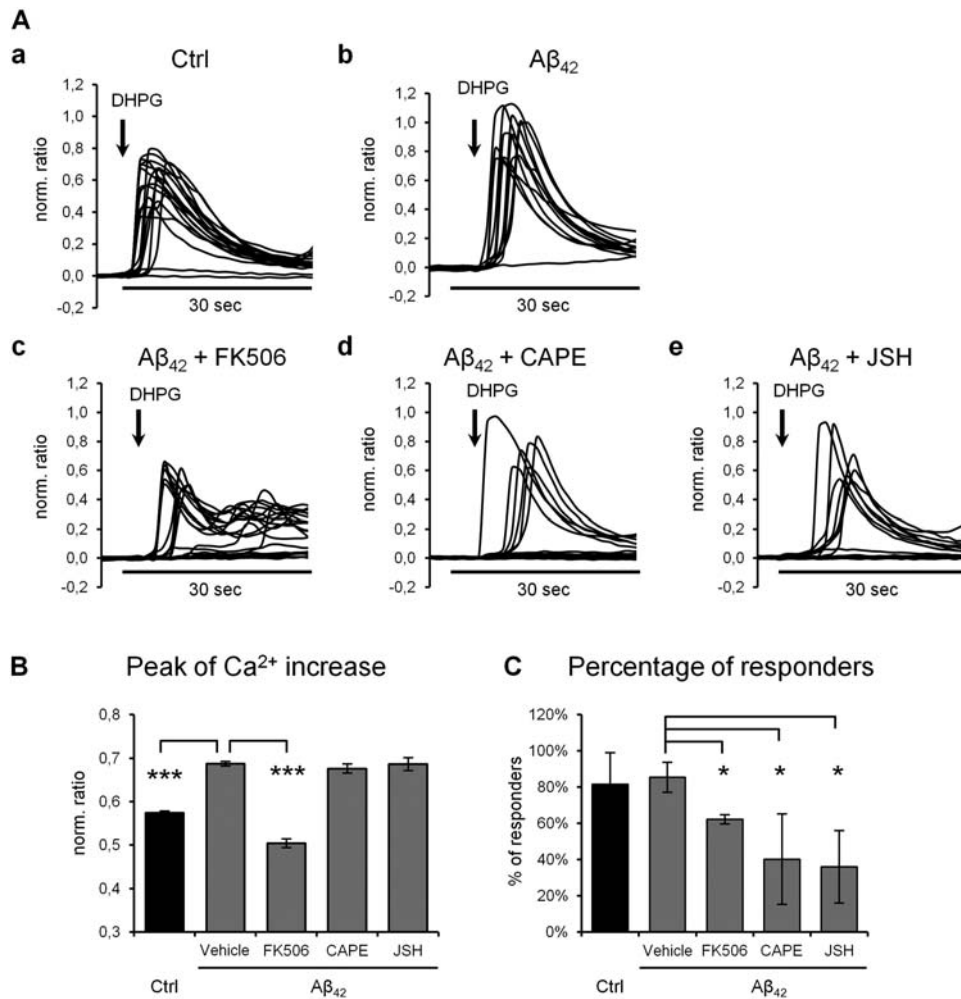 A
a
Ctrl
1,2
1,0
0,8
0,6
0,4
0,2
0,0
-0,2
norm. ratio
DHPG
30 sec
b
Aβ₄₂
1,2
1,0
0,8
0,6
0,4
0,2
0,0
-0,2
norm. ratio
DHPG
30 sec
c
Aβ₄₂ + FK506
1,2
1,0
0,8
0,6
0,4
0,2
0,0
-0,2
norm. ratio
DHPG
30 sec
d
Aβ₄₂ + CAPE
1,2
1,0
0,8
0,6
0,4
0,2
0,0
-0,2
norm. ratio
DHPG
30 sec
e
Aβ₄₂ + JSH
1,2
1,0
0,8
0,6
0,4
0,2
0,0
-0,2
norm. ratio
DHPG
30 sec
B
Peak of Ca²⁺ increase
0,8
0,7
0,6
0,5
0,4
0,3
norm. ratio
***
***
Vehicle FK506 CAPE JSH
Ctrl Aβ₄₂
C
Percentage of responders
120%
100%
80%
60%
40%
20%
0%
% of responders
* * *
Vehicle FK506 CAPE JSH
Ctrl Aβ₄₂